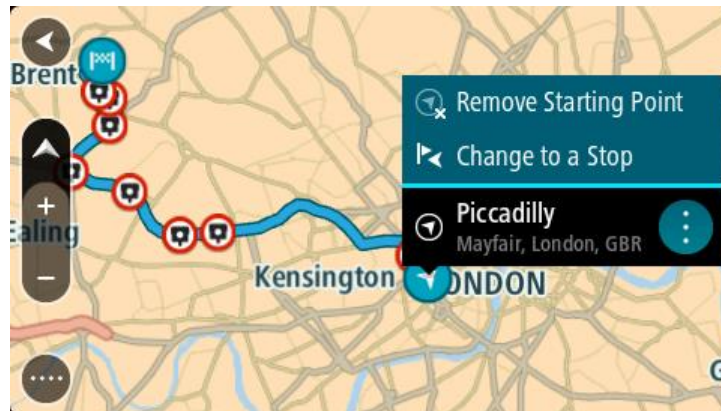 Brent
Remove Starting Point
Change to a Stop
Piccadilly
Mayfair, London, GBR
Ealing
Kensington
ONDON
G